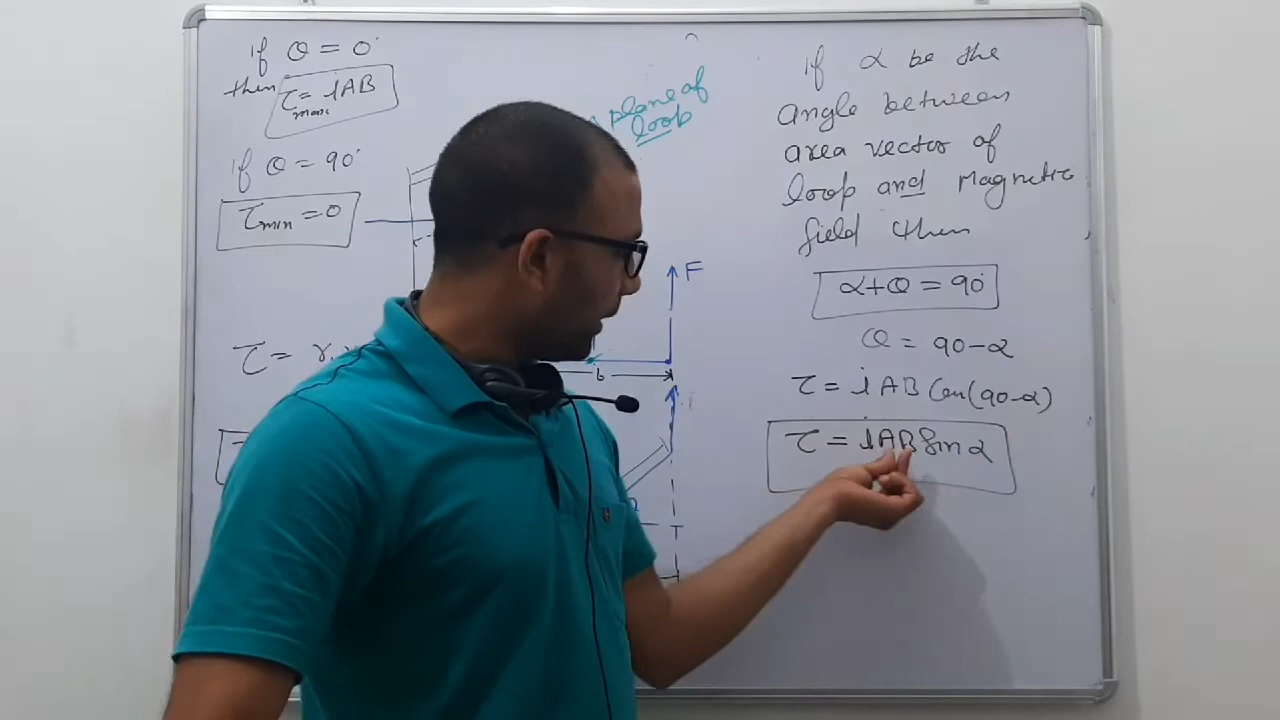 if θ = 0°
then τmax = iAB
if θ = 90°
τmin = 0
τ =
plane of
loop
F
b
if α be the
angle between
area vector of
loop and Magnetic
field then
α+θ = 90°
θ = 90-α
τ = iAB Cos(90-α)
τ = iAB Sin α